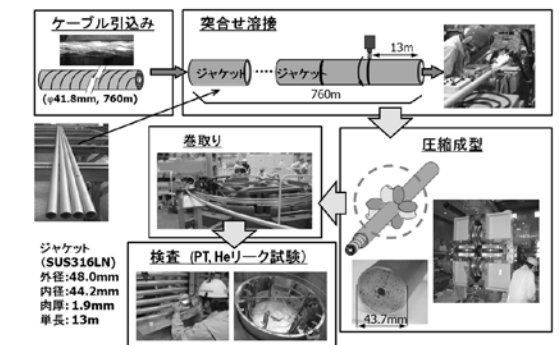 ケーブル引込み
(φ41.8mm, 760m)
突合せ溶接
ジャケット
ジャケット
13m
760m
圧縮成型
43.7mm
巻取り
検査 (PT, Heリーク試験)
ジャケット
(SUS316LN)
外径:48.0mm
内径:44.2mm
肉厚:1.9mm
単長:13m